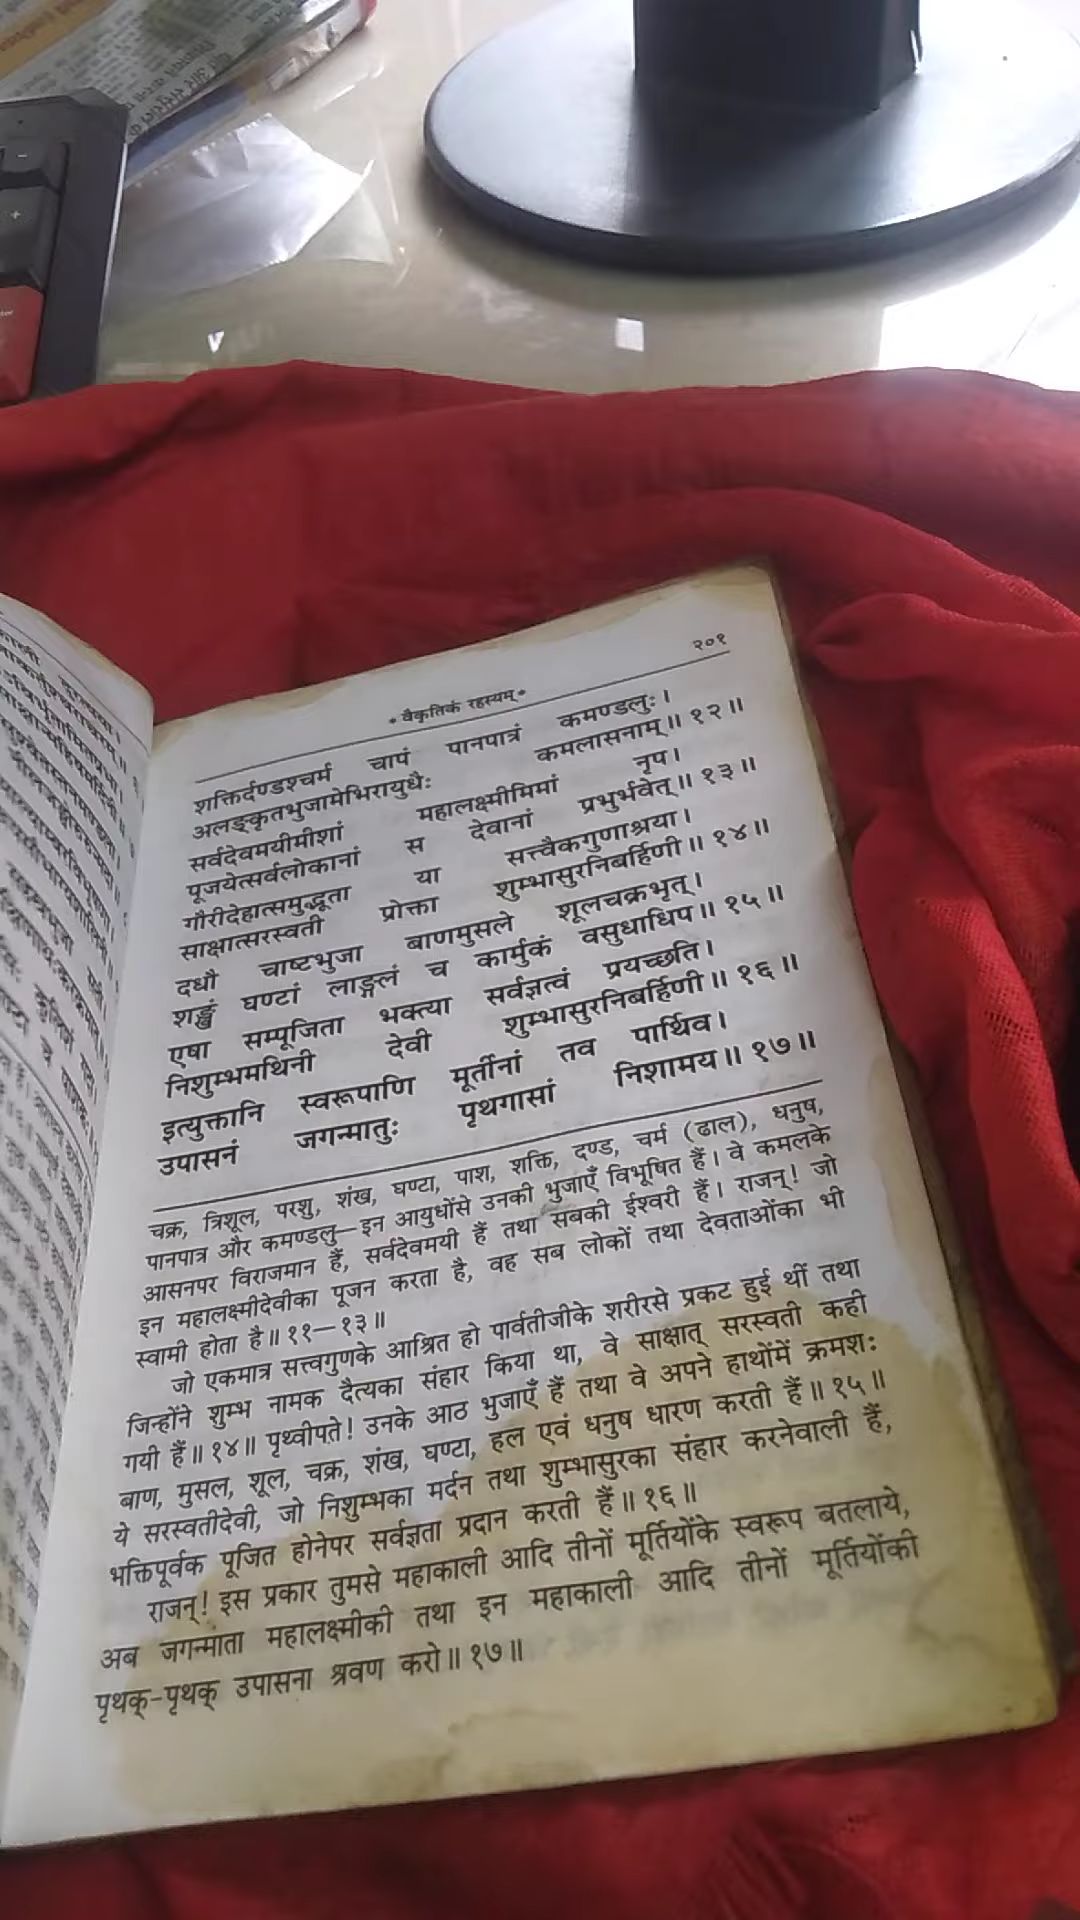 २०१
* वैकृतिकं रहस्यम् *
शक्तिर्दण्डश्चर्म चापं पानपात्रं कमण्डलुः।
अलङ्कृतभुजामेभिरायुधैः कमलासनाम्॥ १२॥
सर्वदेवमयीमीशां महालक्ष्मीमिमां नृप।
पूजयेत्सर्वलोकानां स देवानां प्रभुर्भवेत्॥ १३॥
गौरीदेहात्समुद्भूता या सत्त्वैकगुणाश्रया।
साक्षात्सरस्वती प्रोक्ता शुम्भासुरनिबर्हिणी॥ १४॥
दधौ चाष्टभुजा बाणमुसले शूलचक्रभृत्।
शङ्खं घण्टां लाङ्गलं च कार्मुकं वसुधाधिप॥ १५॥
एषा सम्पूजिता भक्त्या सर्वज्ञत्वं प्रयच्छति।
निशुम्भमथिनी देवी शुम्भासुरनिबर्हिणी॥ १६॥
इत्युक्तानि स्वरूपाणि मूर्तीनां तव पार्थिव।
उपासनं जगन्मातुः पृथगासां निशामय॥ १७॥
चक्र, त्रिशूल, परशु, शंख, घण्टा, पाश, शक्ति, दण्ड, चर्म (ढाल), धनुष,
पानपात्र और कमण्डलु—इन आयुधोंसे उनकी भुजाएँ विभूषित हैं। वे कमलके
आसनपर विराजमान हैं, सर्वदेवमयी हैं तथा सबकी ईश्वरी हैं। राजन्! जो
इन महालक्ष्मीदेवीका पूजन करता है, वह सब लोकों तथा देवताओंका भी
स्वामी होता है॥ ११—१३॥
जो एकमात्र सत्त्वगुणके आश्रित हो पार्वतीजीके शरीरसे प्रकट हुई थीं तथा
जिन्होंने शुम्भ नामक दैत्यका संहार किया था, वे साक्षात् सरस्वती कही
गयी हैं॥ १४॥ पृथ्वीपते! उनके आठ भुजाएँ हैं तथा वे अपने हाथोंमें क्रमशः
बाण, मुसल, शूल, चक्र, शंख, घण्टा, हल एवं धनुष धारण करती हैं॥ १५॥
ये सरस्वतीदेवी, जो निशुम्भका मर्दन तथा शुम्भासुरका संहार करनेवाली हैं,
भक्तिपूर्वक पूजित होनेपर सर्वज्ञता प्रदान करती हैं॥ १६॥
राजन्! इस प्रकार तुमसे महाकाली आदि तीनों मूर्तियोंके स्वरूप बतलाये,
अब जगन्माता महालक्ष्मीकी तथा इन महाकाली आदि तीनों मूर्तियोंकी
पृथक्-पृथक् उपासना श्रवण करो॥ १७॥